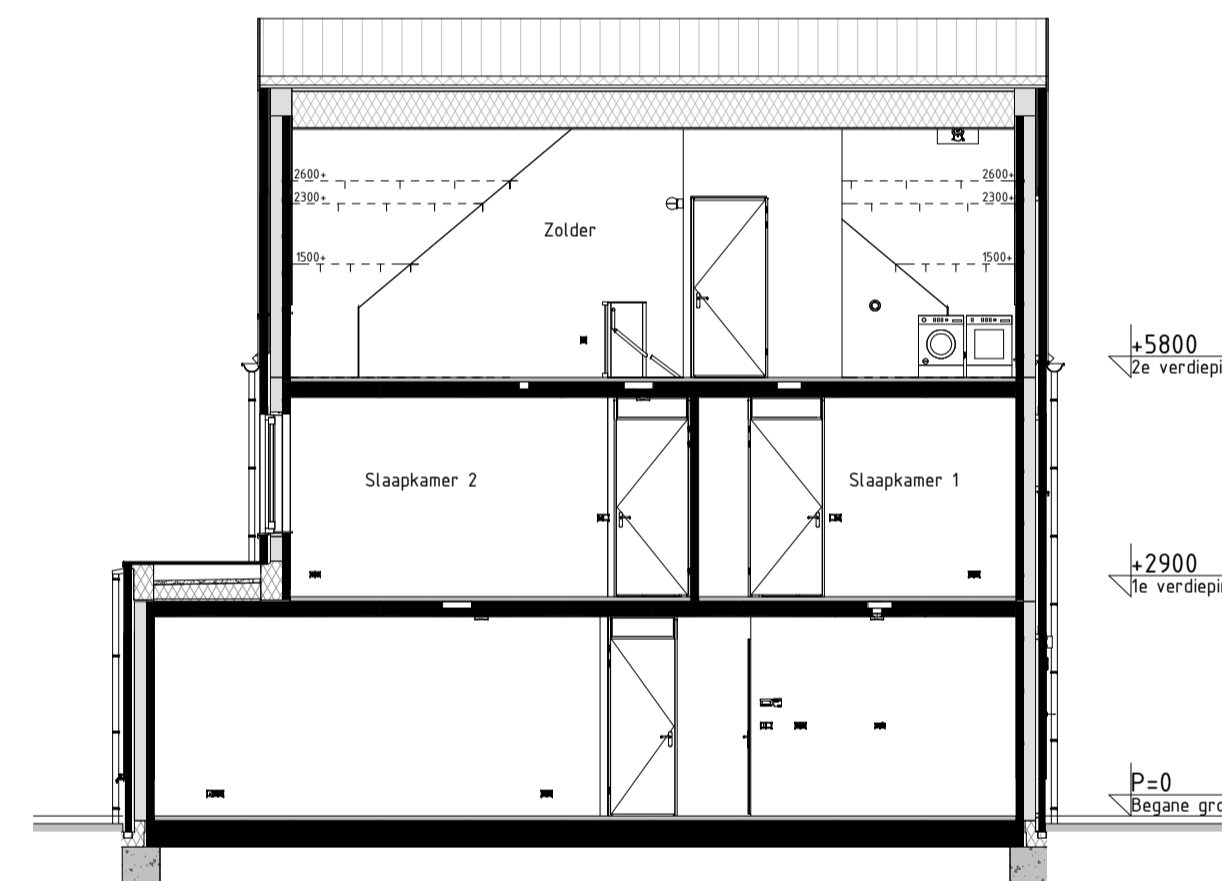 2600+
2600+
2300+
2300+
Zolder
1500+
1500+
+5800
2e verdiepi
Slaapkamer 2
Slaapkamer 1
+2900
1e verdiepi
P=0
Begane gro